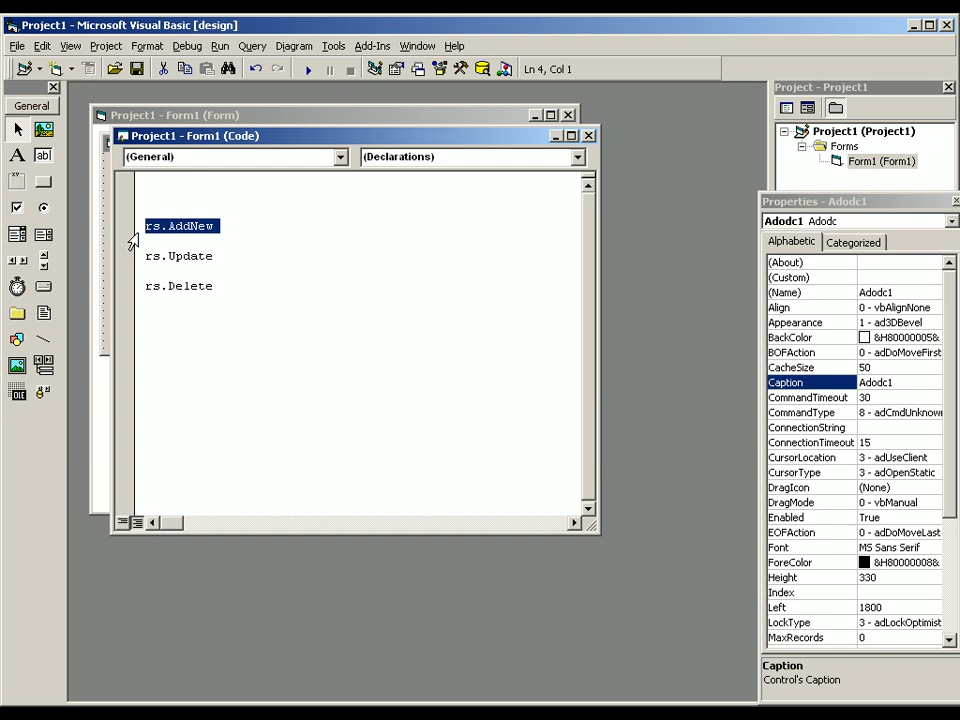 Project1 - Microsoft Visual Basic [design]
File Edit View Project Format Debug Run Query Diagram Tools Add-Ins Window Help
Ln 4, Col 1
General
A
ab|
xv
OLE
Project1 - Form1 (Form)
Project1 - Form1 (Code)
(General)
(Declarations)
rs.AddNew
rs.Update
rs.Delete
Project - Project1
Project1 (Project1)
Forms
Form1 (Form1)
Properties - Adodc1
Adodc1 Adodc
Alphabetic Categorized
(About)
(Custom)
(Name) Adodc1
Align 0 - vbAlignNone
Appearance 1 - ad3DBevel
BackColor &H80000005&
BOFAction 0 - adDoMoveFirst
CacheSize 50
Caption Adodc1
CommandTimeout 30
CommandType 8 - adCmdUnknow
ConnectionString
ConnectionTimeout 15
CursorLocation 3 - adUseClient
CursorType 3 - adOpenStatic
DragIcon (None)
DragMode 0 - vbManual
Enabled True
EOFAction 0 - adDoMoveLast
Font MS Sans Serif
ForeColor &H80000008&
Height 330
Index
Left 1800
LockType 3 - adLockOptimist
MaxRecords 0
Caption
Control's Caption